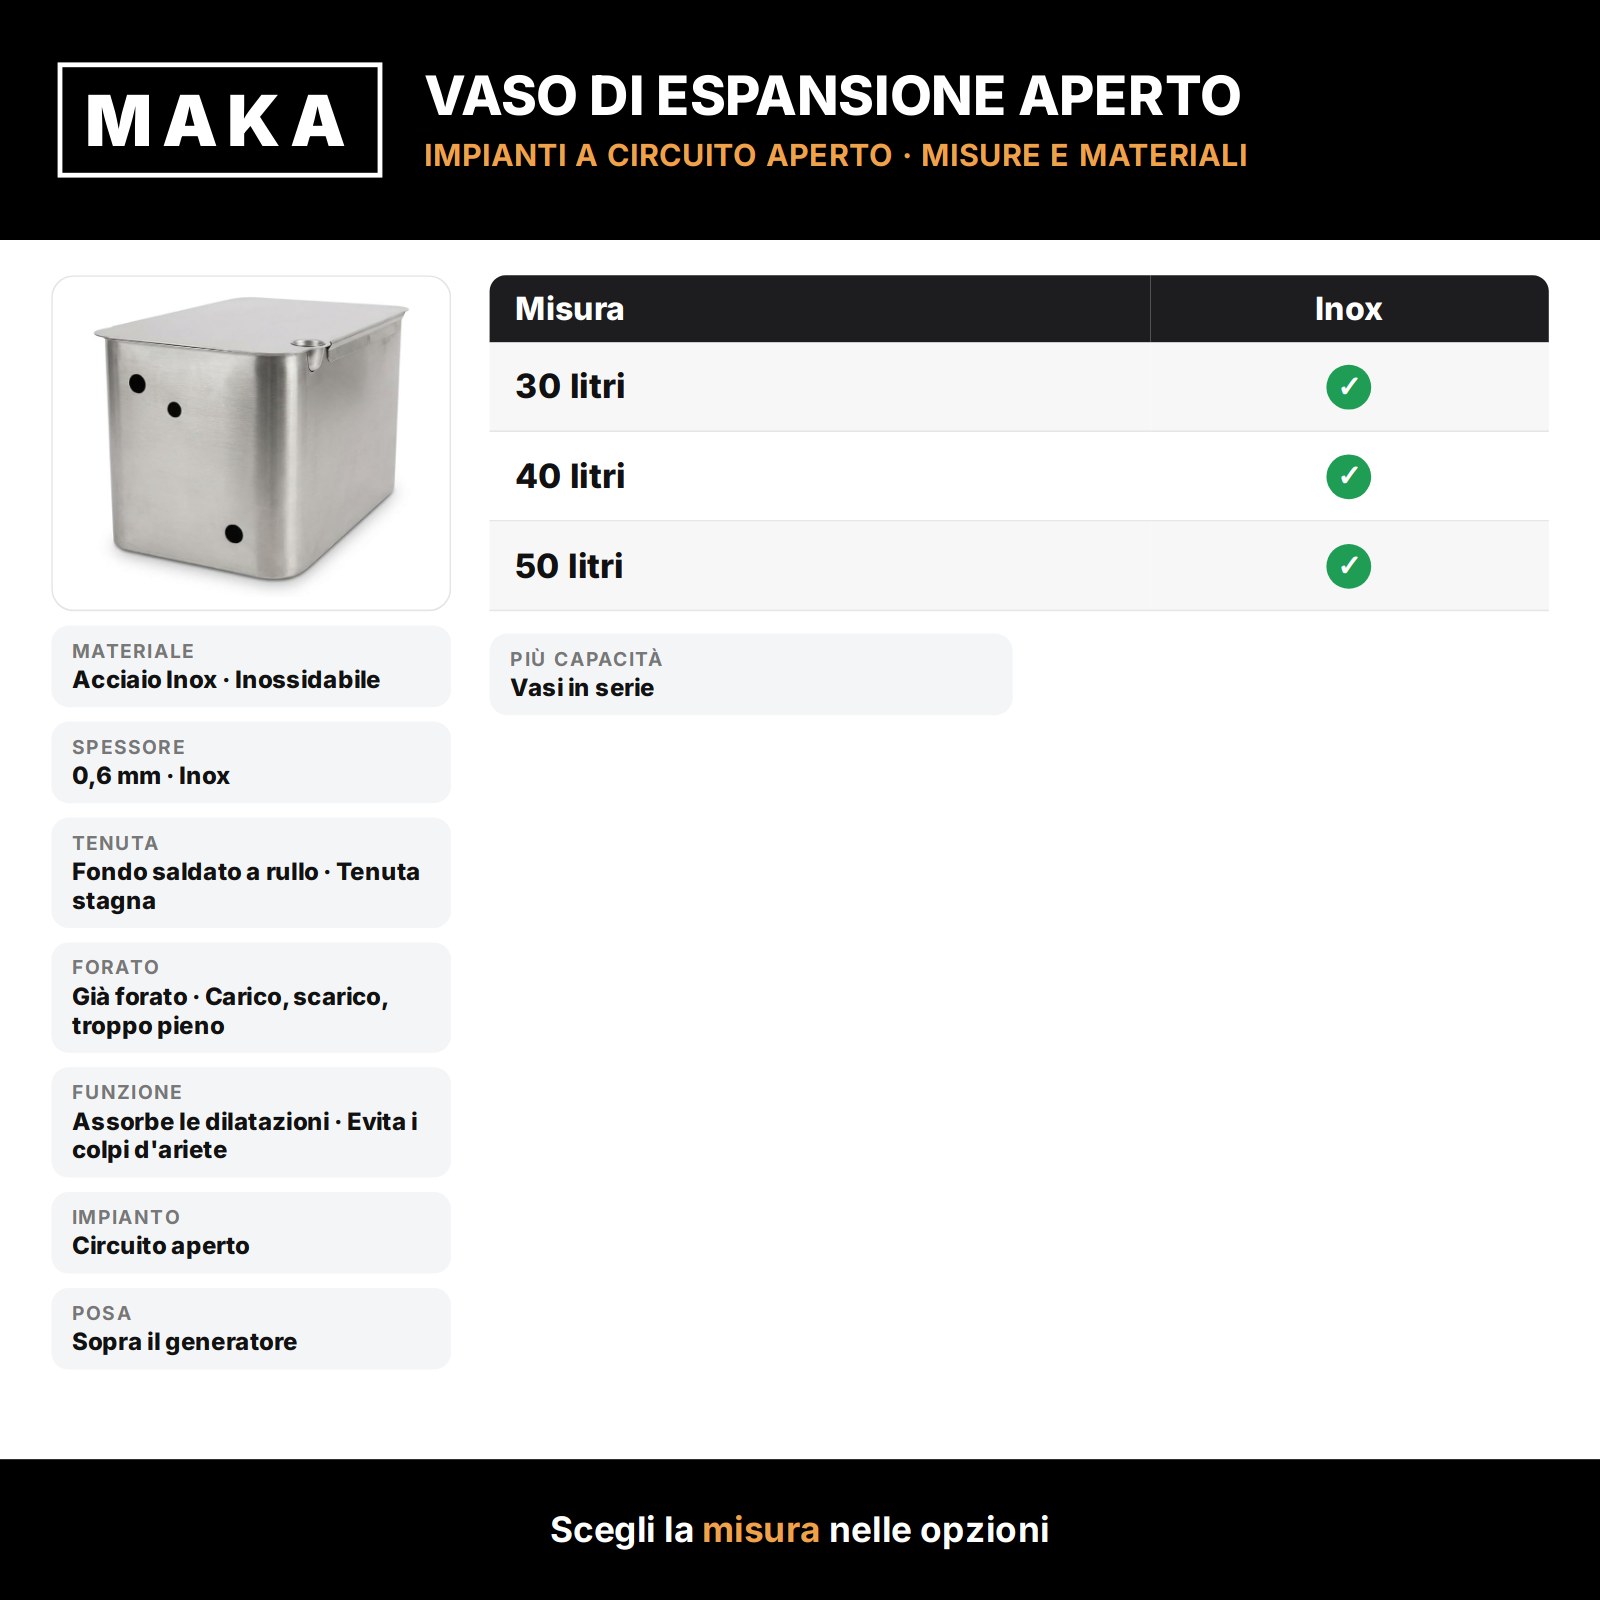 MAKA
VASO DI ESPANSIONE APERTO
IMPIANTI A CIRCUITO APERTO · MISURE E MATERIALI
Misura Inox
30 litri ✓
40 litri ✓
50 litri ✓
MATERIALE
Acciaio Inox · Inossidabile
SPESSORE
0,6 mm · Inox
TENUTA
Fondo saldato a rullo · Tenuta
stagna
FORATO
Già forato · Carico, scarico,
troppo pieno
FUNZIONE
Assorbe le dilatazioni · Evita i
colpi d'ariete
IMPIANTO
Circuito aperto
POSA
Sopra il generatore
PIÙ CAPACITÀ
Vasi in serie
Scegli la misura nelle opzioni